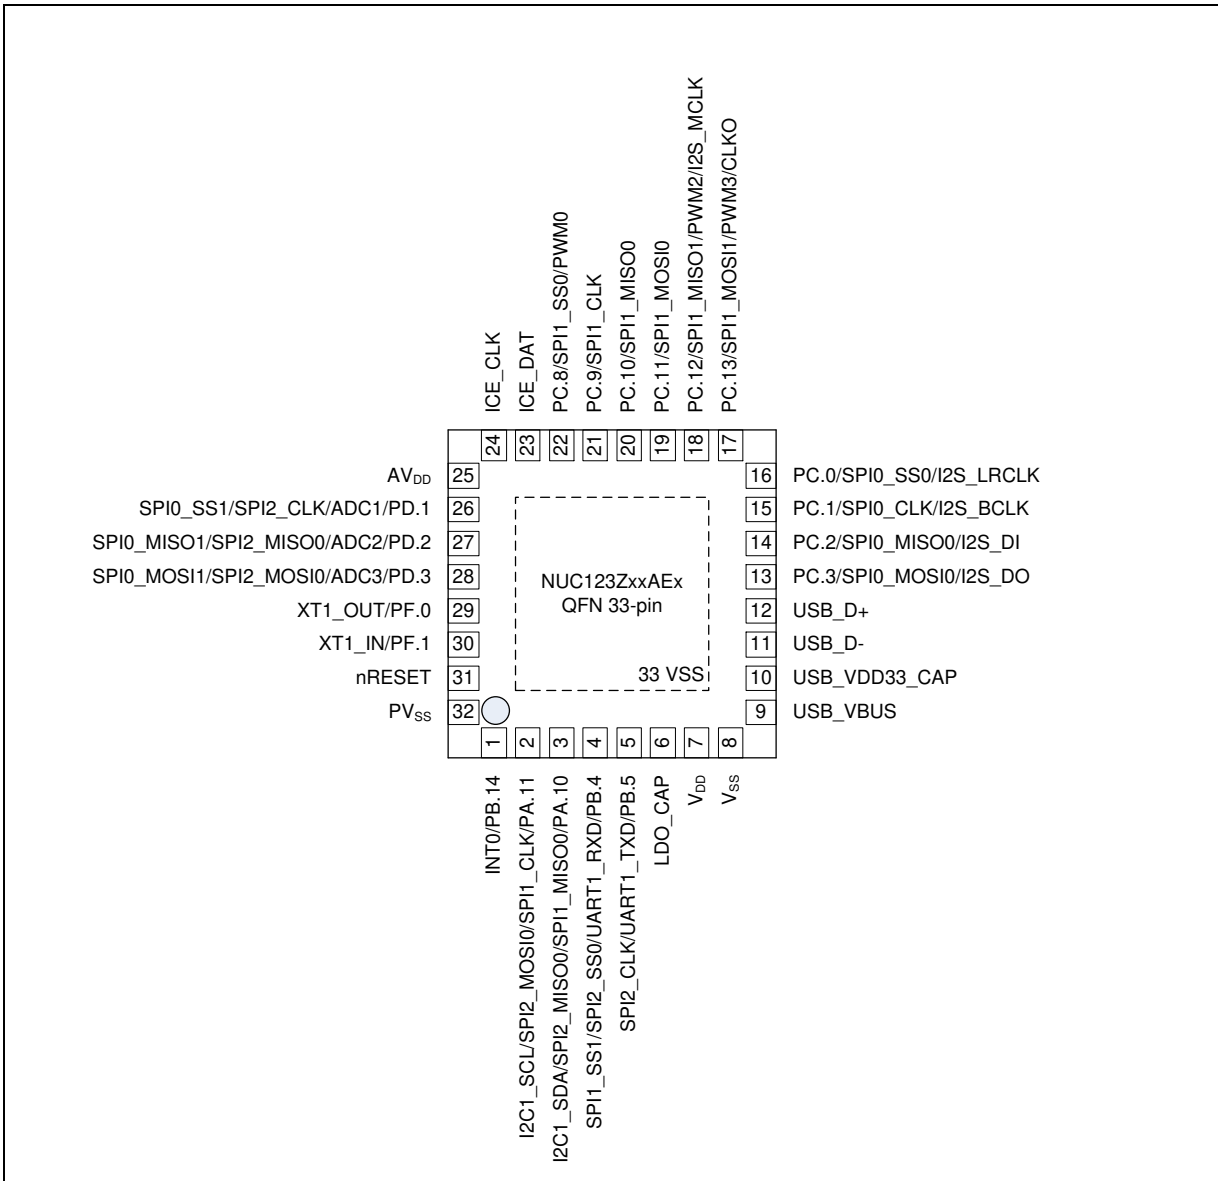 ICE_CLK
ICE_DAT
PC.8/SPI1_SS0/PWM0
PC.9/SPI1_CLK
PC.10/SPI1_MISO0
PC.11/SPI1_MOSI0
PC.12/SPI1_MISO1/PWM2/I2S_MCLK
PC.13/SPI1_MOSI1/PWM3/CLKO
24 23 22 21 20 19 18 17
AVDD 25
SPI0_SS1/SPI2_CLK/ADC1/PD.1 26
SPI0_MISO1/SPI2_MISO0/ADC2/PD.2 27
SPI0_MOSI1/SPI2_MOSI0/ADC3/PD.3 28
XT1_OUT/PF.0 29
XT1_IN/PF.1 30
nRESET 31
PVSS 32
NUC123ZxxAEx
QFN 33-pin
33 VSS
16 PC.0/SPI0_SS0/I2S_LRCLK
15 PC.1/SPI0_CLK/I2S_BCLK
14 PC.2/SPI0_MISO0/I2S_DI
13 PC.3/SPI0_MOSI0/I2S_DO
12 USB_D+
11 USB_D-
10 USB_VDD33_CAP
9 USB_VBUS
1 2 3 4 5 6 7 8
INT0/PB.14
I2C1_SCL/SPI2_MOSI0/SPI1_CLK/PA.11
I2C1_SDA/SPI2_MISO0/SPI1_MISO0/PA.10
SPI1_SS1/SPI2_SS0/UART1_RXD/PB.4
SPI2_CLK/UART1_TXD/PB.5
LDO_CAP
VDD
VSS